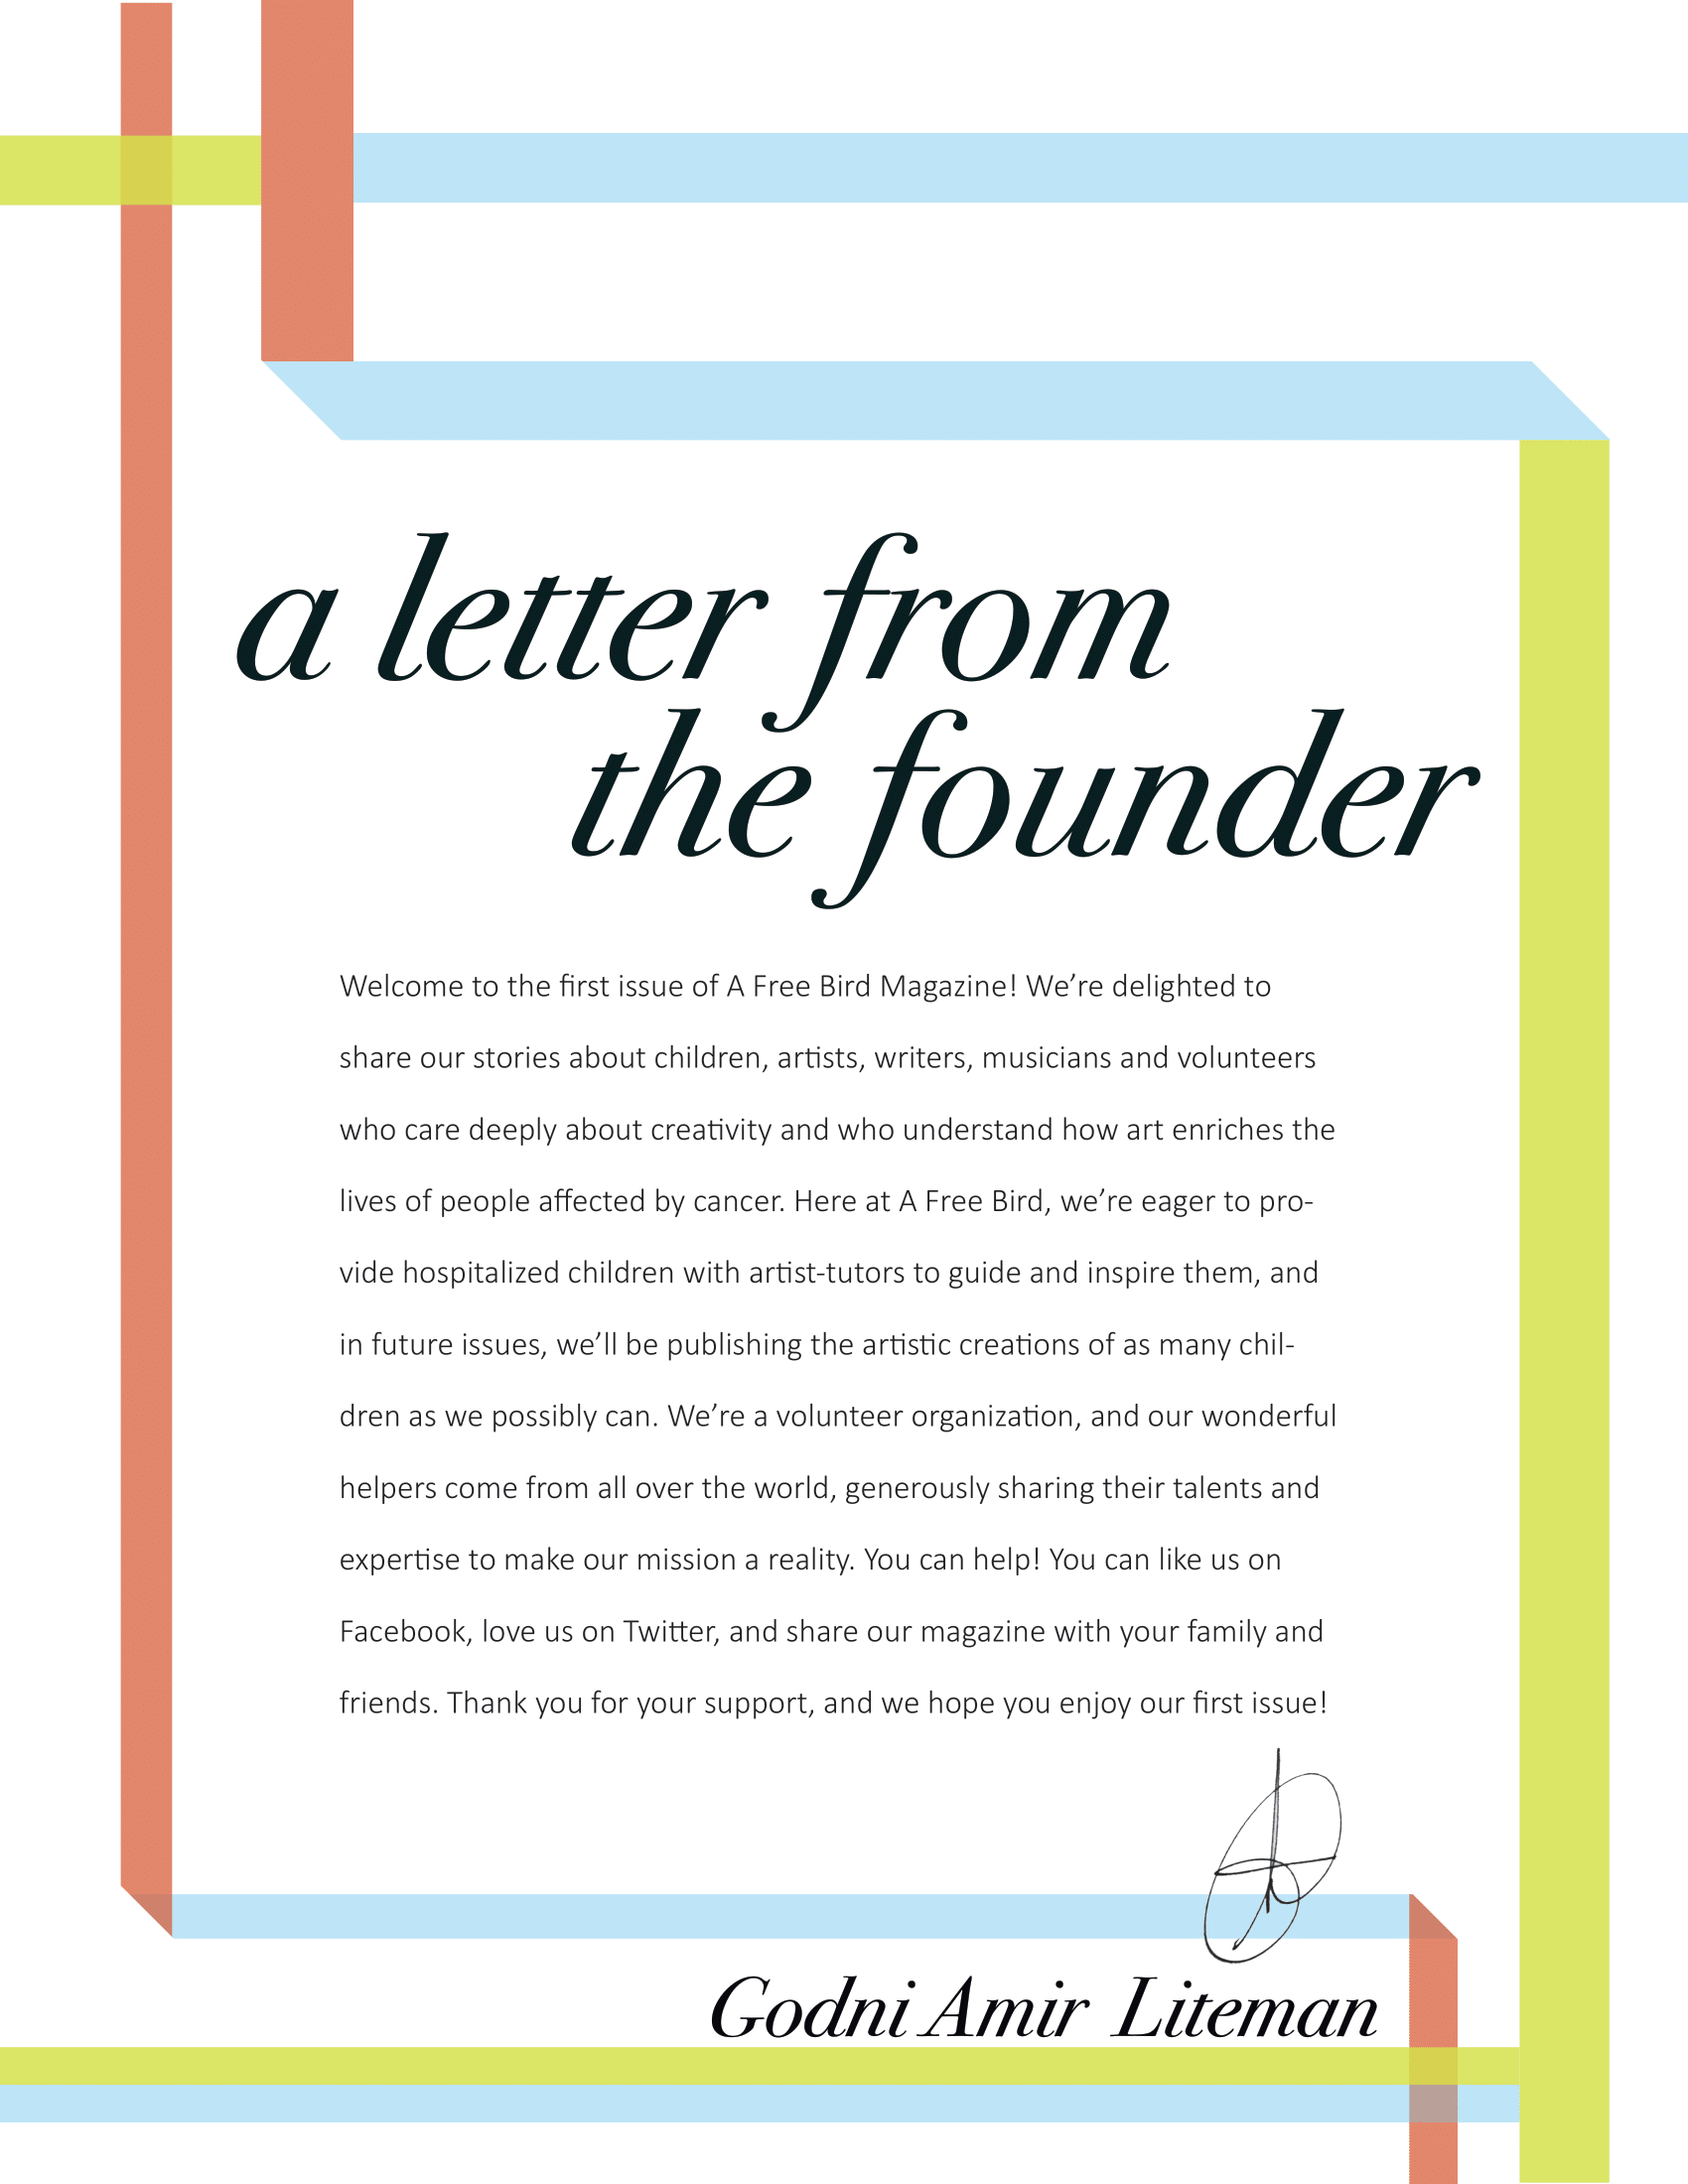 a letter from
the founder
Welcome to the first issue of A Free Bird Magazine! We’re delighted to
share our stories about children, artists, writers, musicians and volunteers
who care deeply about creativity and who understand how art enriches the
lives of people affected by cancer. Here at A Free Bird, we’re eager to pro-
vide hospitalized children with artist-tutors to guide and inspire them, and
in future issues, we’ll be publishing the artistic creations of as many chil-
dren as we possibly can. We’re a volunteer organization, and our wonderful
helpers come from all over the world, generously sharing their talents and
expertise to make our mission a reality. You can help! You can like us on
Facebook, love us on Twitter, and share our magazine with your family and
friends. Thank you for your support, and we hope you enjoy our first issue!
Godni Amir Liteman